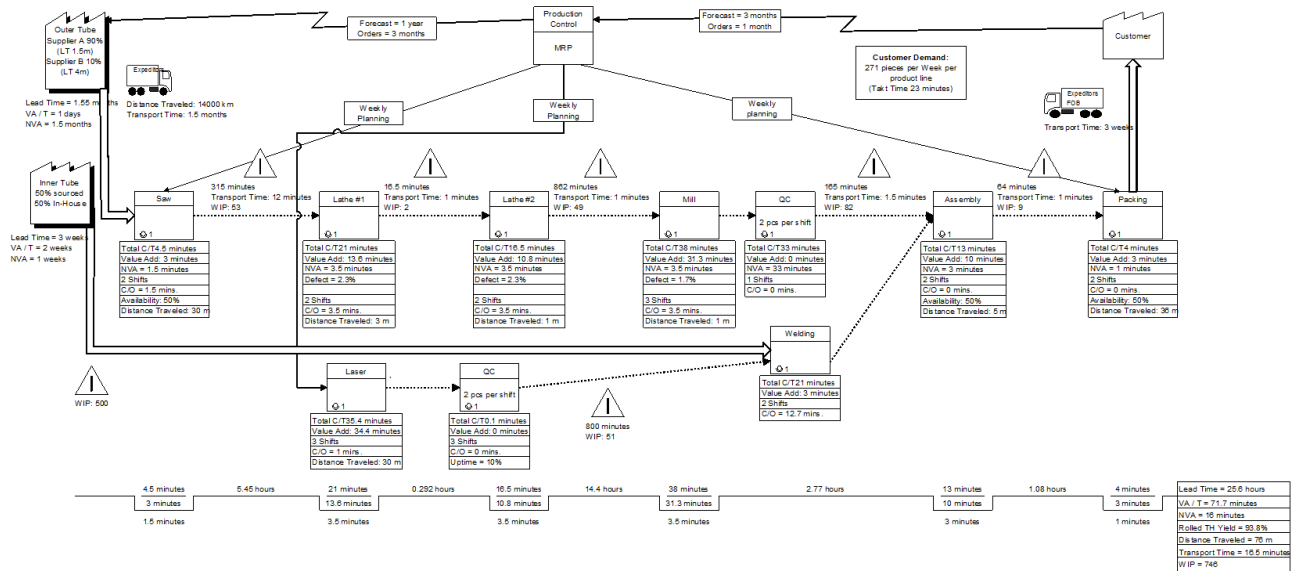 Outer Tube
Supplier A 90%
(LT 1.5m)
Supplier B 10%
(LT 4m)
Forecast = 1 year
Orders = 3 months
Production
Control
MRP
Forecast = 3 months
Orders = 1 month
Customer
Customer Demand:
271 pieces per Week per
product line
(Takt Time 23 minutes)
Expeditors
Distance Traveled: 14000 km
Transport Time: 1.5 months
Lead Time = 1.55 months
VA / T = 1 days
NVA = 1.5 months
Weekly
Planning
Weekly
Planning
Weekly
planning
Expeditors
FOB
Transport Time: 3 weeks
Inner Tube
50% sourced
50% In-House
Lead Time = 3 weeks
VA / T = 2 weeks
NVA = 1 weeks
I
WIP: 500
Saw
1
Total C/T4.5 minutes
Value Add: 3 minutes
NVA = 1.5 minutes
2 Shifts
C/O = 1.5 mins.
Availability: 50%
Distance Traveled: 30 m
I
315 minutes
Transport Time: 12 minutes
WIP: 53
Lathe #1
1
Total C/T21 minutes
Value Add: 13.6 minutes
NVA = 3.5 minutes
Defect = 2.3%
2 Shifts
C/O = 3.5 mins.
Distance Traveled: 3 m
I
16.5 minutes
Transport Time: 1 minutes
WIP: 2
Lathe #2
1
Total C/T16.5 minutes
Value Add: 10.8 minutes
NVA = 3.5 minutes
Defect = 2.3%
2 Shifts
C/O = 3.5 mins.
Distance Traveled: 1 m
I
862 minutes
Transport Time: 1 minutes
WIP: 49
Mill
1
Total C/T38 minutes
Value Add: 31.3 minutes
NVA = 3.5 minutes
Defect = 1.7%
3 Shifts
C/O = 3.5 mins.
Distance Traveled: 1 m
QC
2 pcs per shift
1
Total C/T33 minutes
Value Add: 0 minutes
NVA = 33 minutes
1 Shifts
C/O = 0 mins.
I
165 minutes
Transport Time: 1.5 minutes
WIP: 82
Assembly
1
Total C/T13 minutes
Value Add: 10 minutes
NVA = 3 minutes
2 Shifts
C/O = 0 mins.
Availability: 50%
Distance Traveled: 5 m
I
64 minutes
Transport Time: 1 minutes
WIP: 9
Packing
1
Total C/T4 minutes
Value Add: 3 minutes
NVA = 1 minutes
2 Shifts
C/O = 0 mins.
Availability: 50%
Distance Traveled: 36 m
Laser
1
Total C/T35.4 minutes
Value Add: 34.4 minutes
3 Shifts
C/O = 1 mins.
Distance Traveled: 30 m
QC
2 pcs per shift
1
Total C/T0.1 minutes
Value Add: 0 minutes
3 Shifts
C/O = 0 mins.
Uptime = 10%
I
800 minutes
WIP: 51
Welding
1
Total C/T21 minutes
Value Add: 3 minutes
2 Shifts
C/O = 12.7 mins.
4.5 minutes
3 minutes
1.5 minutes
5.45 hours
21 minutes
13.6 minutes
3.5 minutes
0.292 hours
16.5 minutes
10.8 minutes
3.5 minutes
14.4 hours
38 minutes
31.3 minutes
3.5 minutes
2.77 hours
13 minutes
10 minutes
3 minutes
1.08 hours
4 minutes
3 minutes
1 minutes
Lead Time = 25.6 hours
VA / T = 71.7 minutes
NVA = 16 minutes
Rolled TH Yield = 93.8%
Distance Traveled = 76 m
Transport Time = 16.5 minutes
WIP = 746